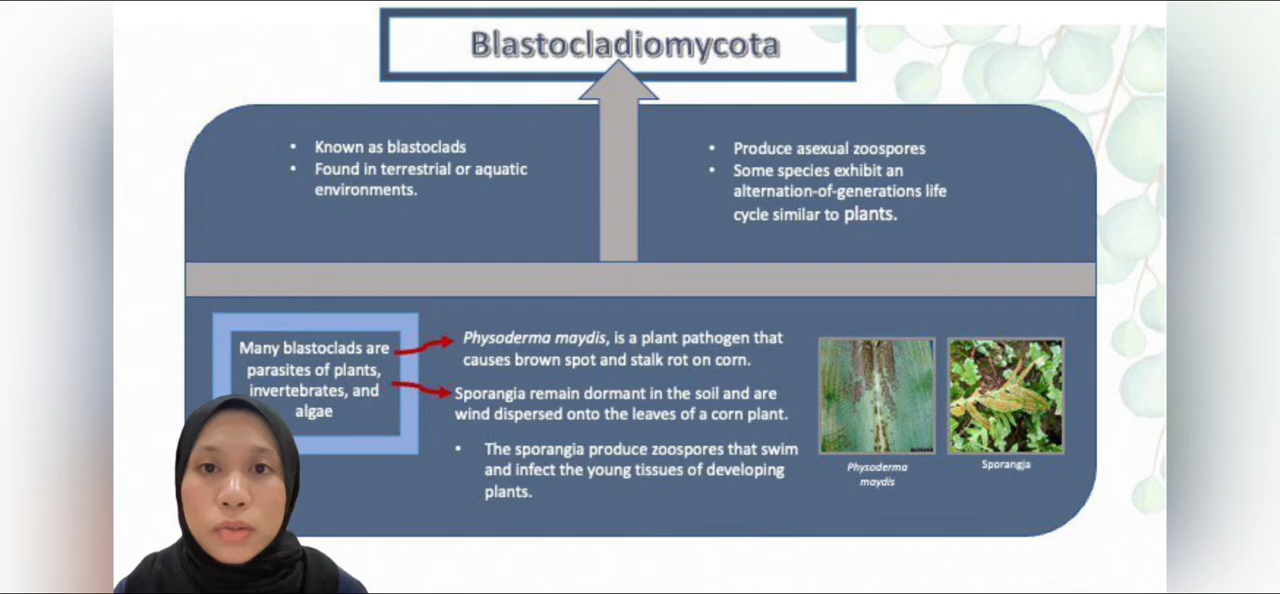 Blastocladiomycota
• Known as blastoclads
• Found in terrestrial or aquatic
environments.
• Produce asexual zoospores
• Some species exhibit an
alternation-of-generations life
cycle similar to plants.
Many blastoclads are
parasites of plants,
invertebrates, and
algae
Physoderma maydis, is a plant pathogen that
causes brown spot and stalk rot on corn.
Sporangia remain dormant in the soil and are
wind dispersed onto the leaves of a corn plant.
• The sporangia produce zoospores that swim
and infect the young tissues of developing
plants.
Physoderma
maydis
Sporangia